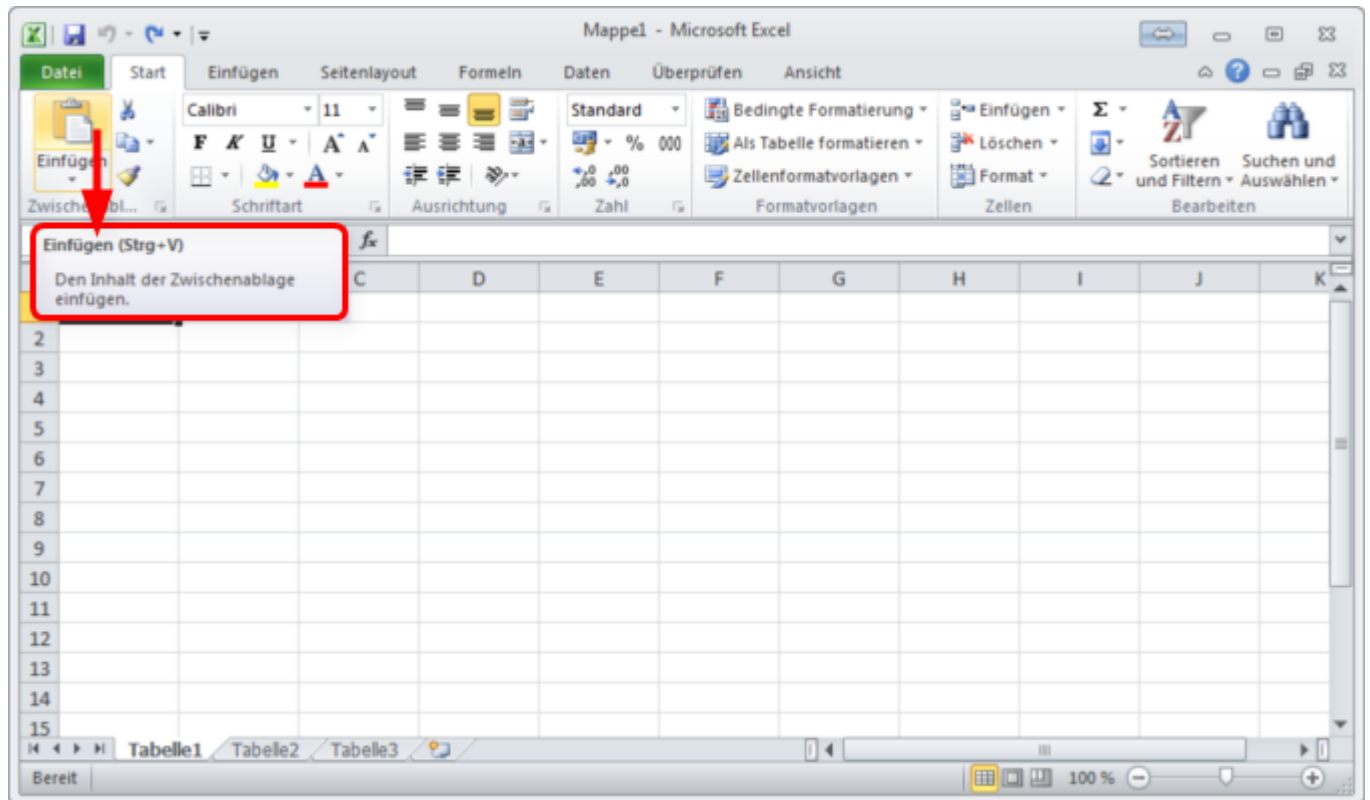 Mappe1 - Microsoft Excel
Datei Start Einfügen Seitenlayout Formeln Daten Überprüfen Ansicht
Calibri 11 Standard Bedingte Formatierung Einfügen Σ
F K U A A % 000 Als Tabelle formatieren Löschen
Einfügen A Zellenformatvorlagen Format Sortieren und Filtern Suchen und Auswählen
Schriftart Ausrichtung Zahl Formatvorlagen Zellen Bearbeiten
Einfügen (Strg+V) fx
Den Inhalt der Zwischenablage
einfügen.
C D E F G H I J K
2
3
4
5
6
7
8
9
10
11
12
13
14
15
Tabelle1 Tabelle2 Tabelle3
Bereit 100 %